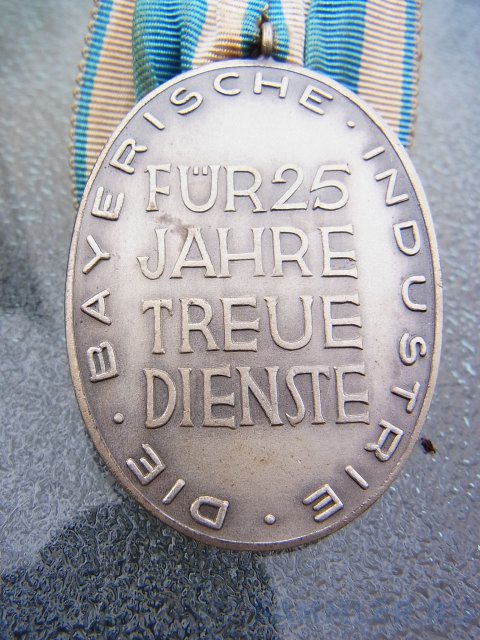 DIE · BAYERISCHE · INDUSTRIE ·
FÜR 25
JAHRE
TREUE
DIENSTE